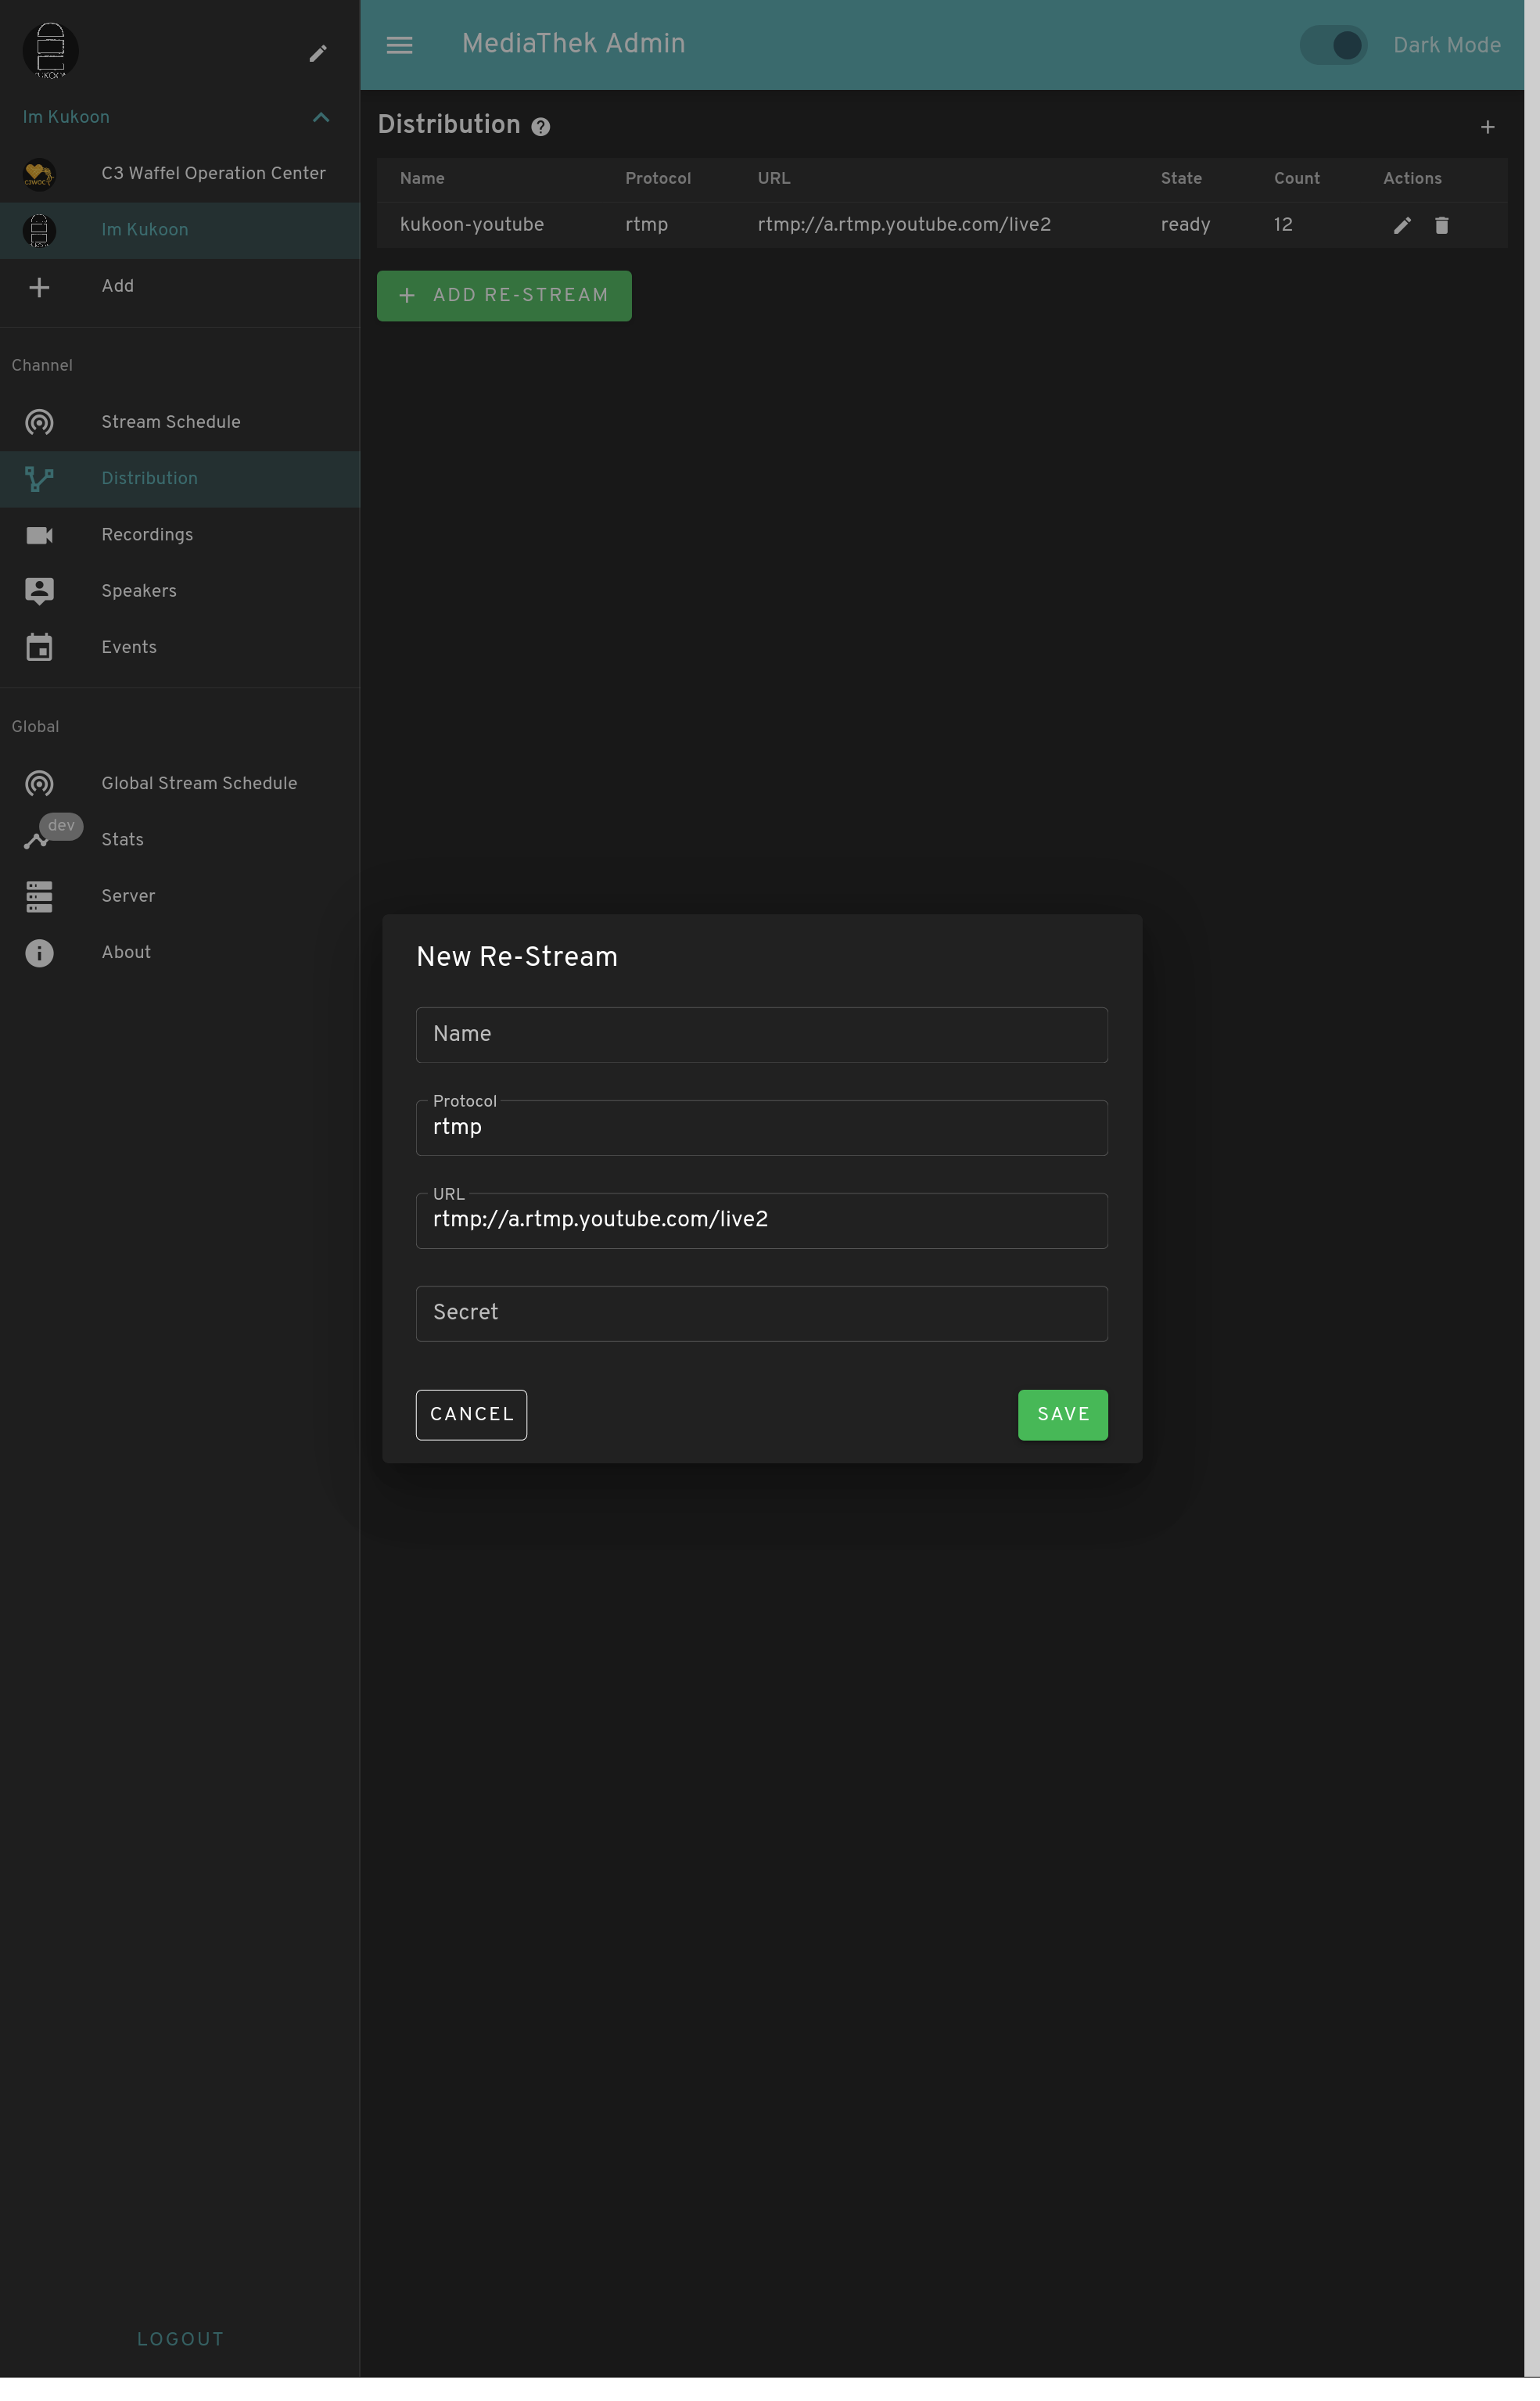 Im Kukoon
C3 Waffel Operation Center
Im Kukoon
Add
Channel
Stream Schedule
Distribution
Recordings
Speakers
Events
Global
Global Stream Schedule
dev
Stats
Server
About
LOGOUT
MediaThek Admin
Dark Mode
Distribution
Name Protocol URL State Count Actions
kukoon-youtube rtmp rtmp://a.rtmp.youtube.com/live2 ready 12
ADD RE-STREAM
New Re-Stream
Name
Protocol
rtmp
URL
rtmp://a.rtmp.youtube.com/live2
Secret
CANCEL SAVE